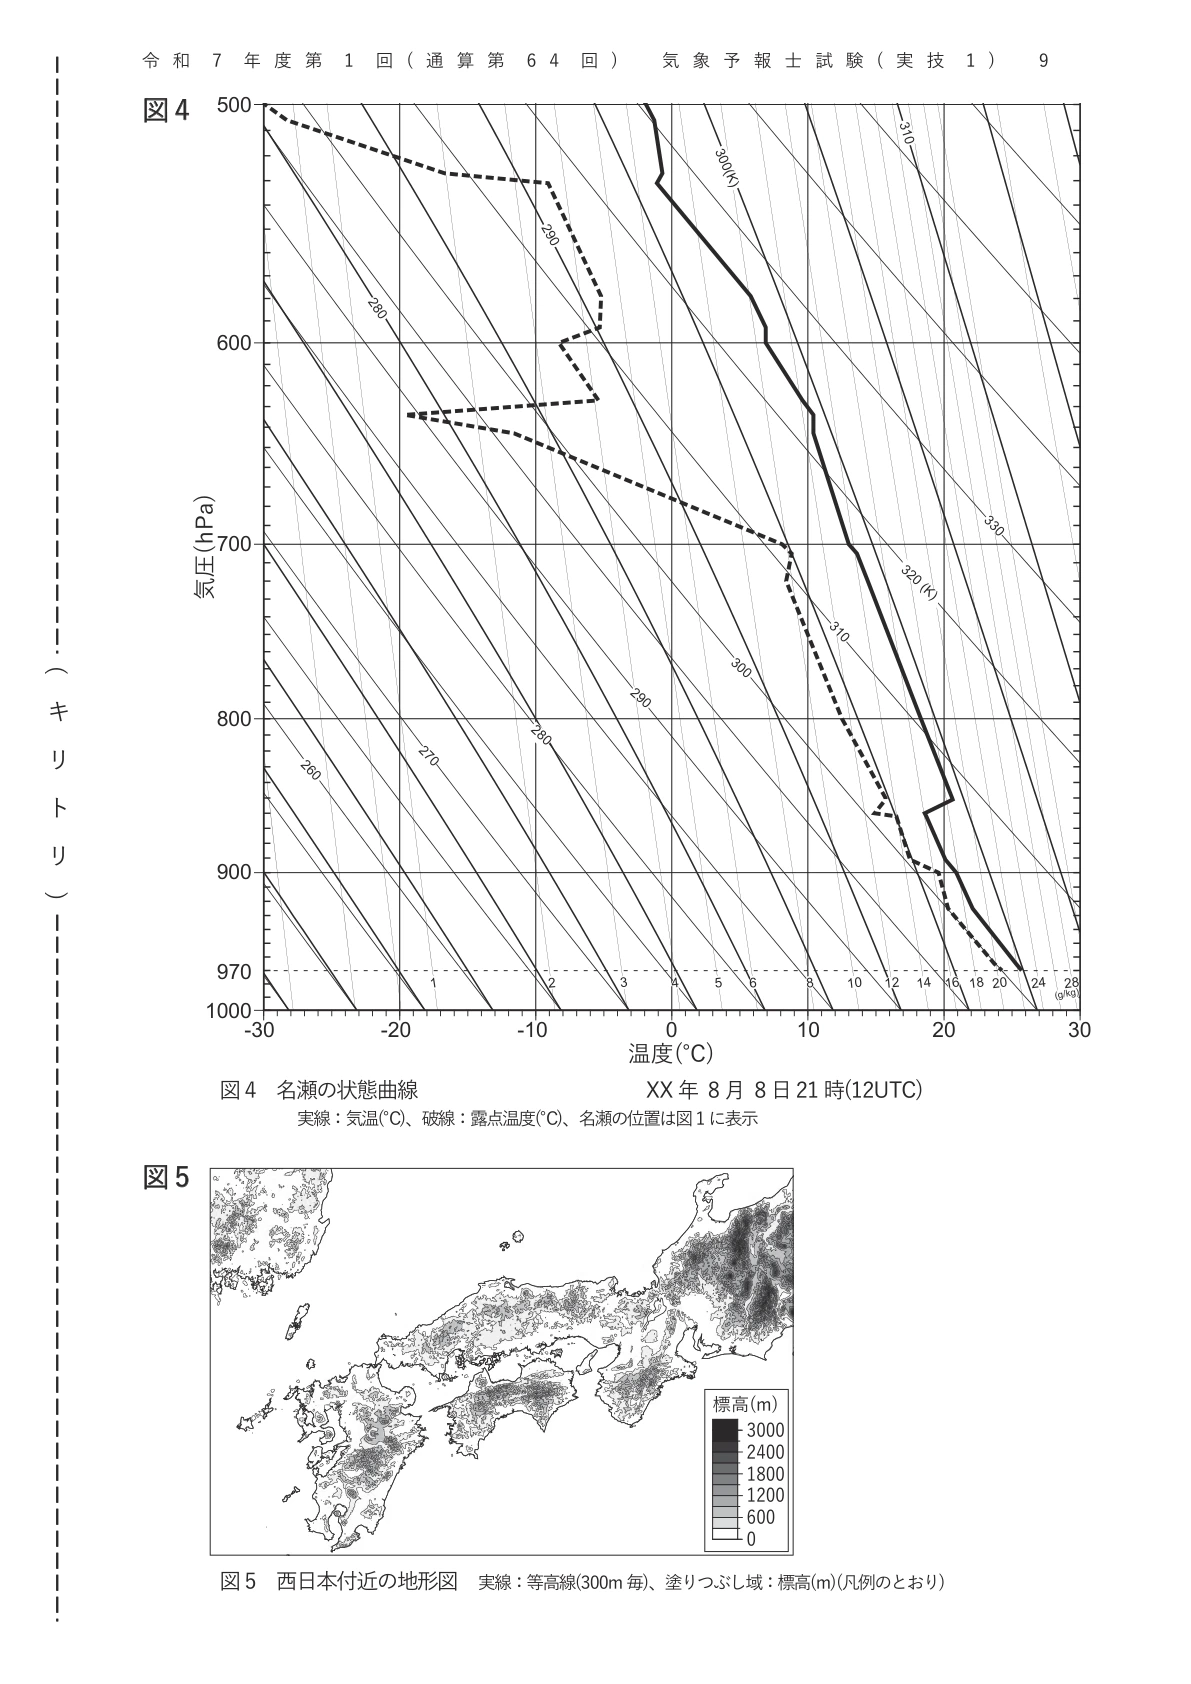 令和7年度第1回(通算第64回)　気象予報士試験(実技1)　9
(キリトリ)
図4
500
600
700
800
900
970
1000
気圧(hPa)
300(K)
310
290
280
330
320 (K)
310
300
290
280
270
260
1 2 3 4 5 6 8 10 12 14 16 18 20 24 28
(g/kg)
-30 -20 -10 0 10 20 30
温度(°C)
図4　名瀬の状態曲線　XX年 8月 8日21時(12UTC)
実線：気温(°C)、破線：露点温度(°C)、名瀬の位置は図1に表示
図5
標高(m)
3000
2400
1800
1200
600
0
図5　西日本付近の地形図　実線：等高線(300m毎)、塗りつぶし域：標高(m)(凡例のとおり)